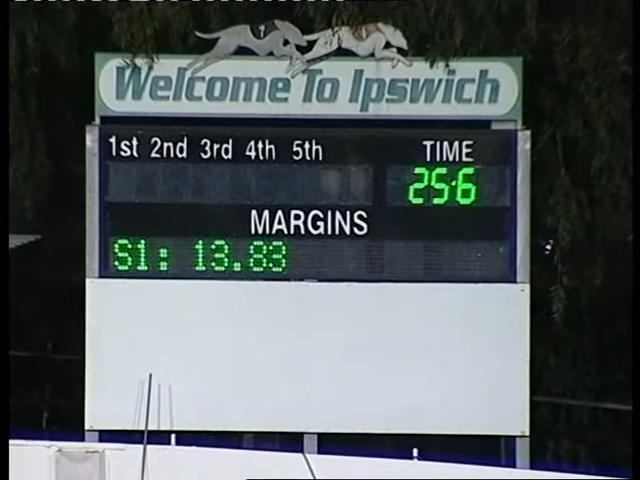 Welcome To Ipswich
1st 2nd 3rd 4th 5th TIME
25.6
MARGINS
S1: 13.83